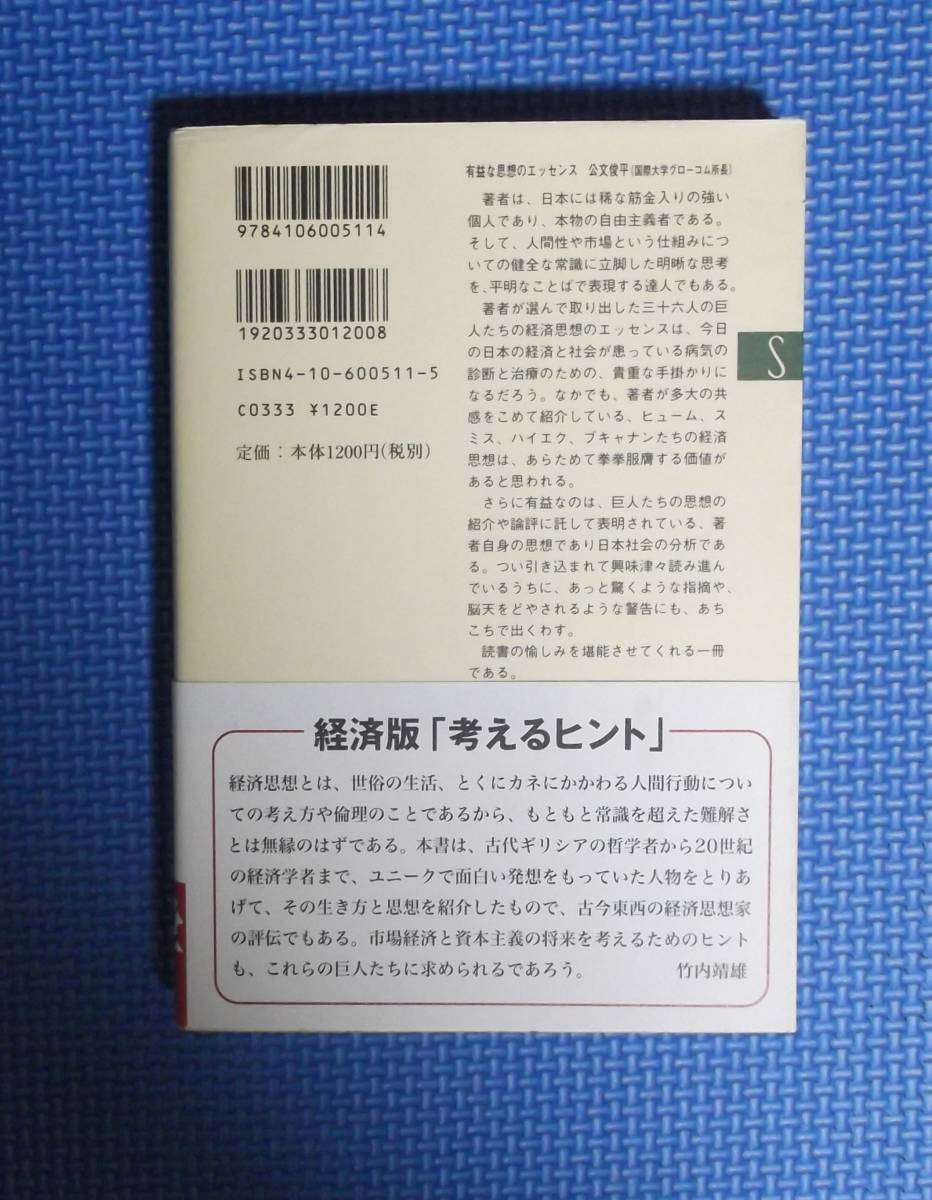 9784106005114
1920333012008
ISBN4-10-600511-5
C0333 ¥1200E
定価：本体1200円(税別)
有益な思想のエッセンス 公文俊平(国際大学グローコム所長)
著者は、日本には稀な筋金入りの強い
個人であり、本物の自由主義者である。
そして、人間性や市場という仕組みにつ
いての健全な常識に立脚した明晰な思考
を、平明なことばで表現する達人でもある。
著者が選んで取り出した三十六人の巨
人たちの経済思想のエッセンスは、今日
の日本の経済と社会が患っている病気の
診断と治療のための、貴重な手掛かりに
なるだろう。なかでも、著者が多大の共
感をこめて紹介している、ヒューム、ス
ミス、ハイエク、ブキャナンたちの経済
思想は、あらためて拳拳服膺する価値が
あると思われる。
さらに有益なのは、巨人たちの思想の
紹介や論評に託して表明されている、著
者自身の思想であり日本社会の分析であ
る。つい引き込まれて興味津々読み進ん
でいるうちに、あっと驚くような指摘や、
脳天をどやされるような警告にも、あち
こちで出くわす。
読書の愉しみを堪能させてくれる一冊
である。
S
経済版「考えるヒント」
経済思想とは、世俗の生活、とくにカネにかかわる人間行動につい
ての考え方や倫理のことであるから、もともと常識を超えた難解さ
とは無縁のはずである。本書は、古代ギリシアの哲学者から20世紀
の経済学者まで、ユニークで面白い発想をもっていた人物をとりあ
げて、その生き方と思想を紹介したもので、古今東西の経済思想家
の評伝でもある。市場経済と資本主義の将来を考えるためのヒント
も、これらの巨人たちに求められるであろう。 竹内靖雄